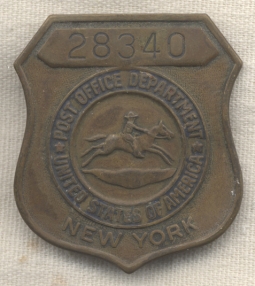 28340
POST OFFICE DEPARTMENT
UNITED STATES OF AMERICA
NEW YORK